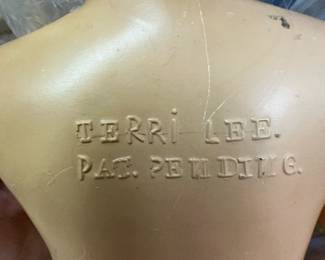 TERRi LEE.
PAT. PENDING.